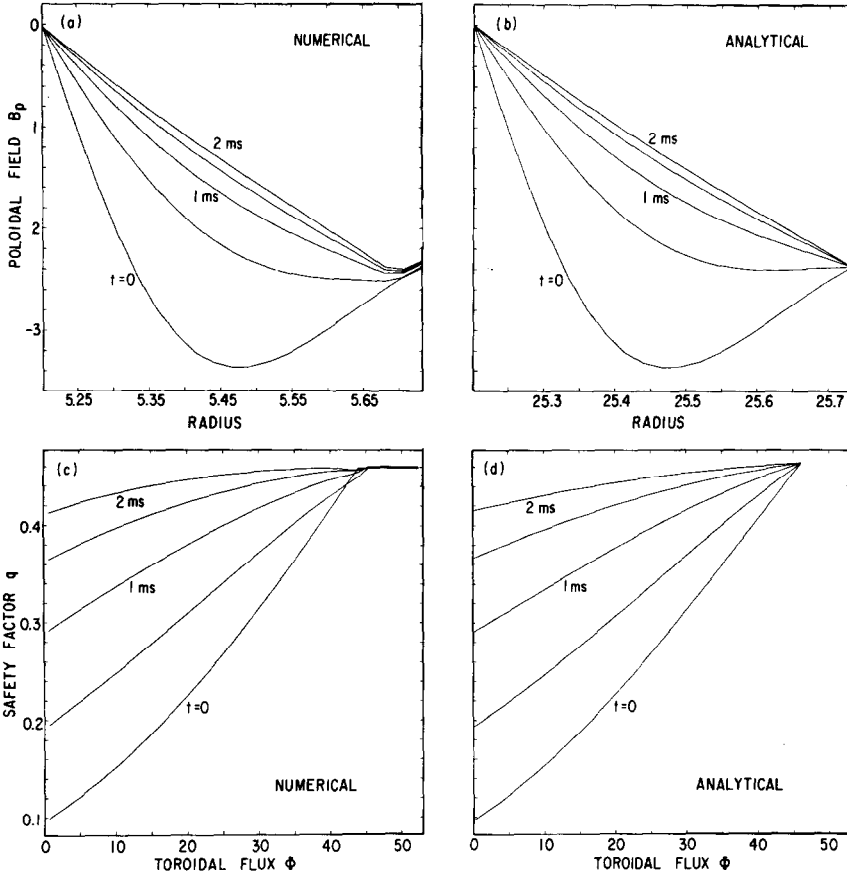 (a)
NUMERICAL
0
1
2
-3
POLOIDAL FIELD Bp
2 ms
1 ms
t=0
5.25 5.35 5.45 5.55 5.65
RADIUS
(b)
ANALYTICAL
2 ms
1 ms
t=0
25.3 25.4 25.5 25.6 25.7
RADIUS
(c)
0.4
0.3
0.2
0.1
SAFETY FACTOR q
2 ms
1 ms
t=0
NUMERICAL
0 10 20 30 40 50
TOROIDAL FLUX Φ
(d)
2 ms
1 ms
t=0
ANALYTICAL
0 10 20 30 40 50
TOROIDAL FLUX Φ